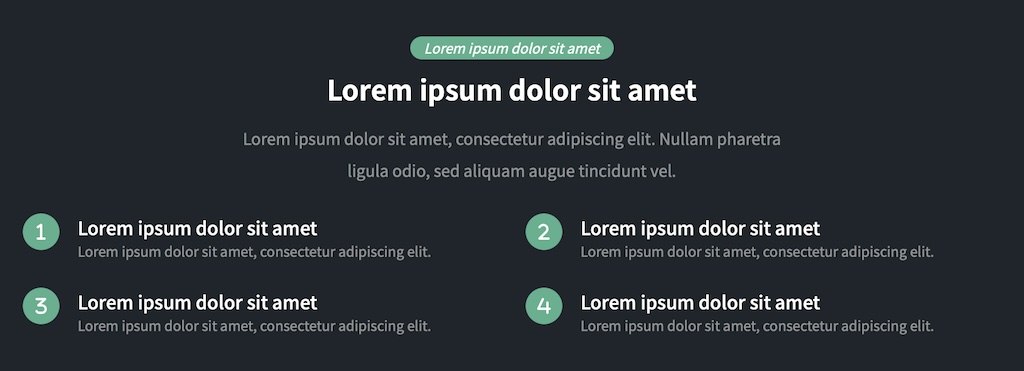 Lorem ipsum dolor sit amet
Lorem ipsum dolor sit amet
Lorem ipsum dolor sit amet, consectetur adipiscing elit. Nullam pharetra
ligula odio, sed aliquam augue tincidunt vel.
1
Lorem ipsum dolor sit amet
Lorem ipsum dolor sit amet, consectetur adipiscing elit.
2
Lorem ipsum dolor sit amet
Lorem ipsum dolor sit amet, consectetur adipiscing elit.
3
Lorem ipsum dolor sit amet
Lorem ipsum dolor sit amet, consectetur adipiscing elit.
4
Lorem ipsum dolor sit amet
Lorem ipsum dolor sit amet, consectetur adipiscing elit.